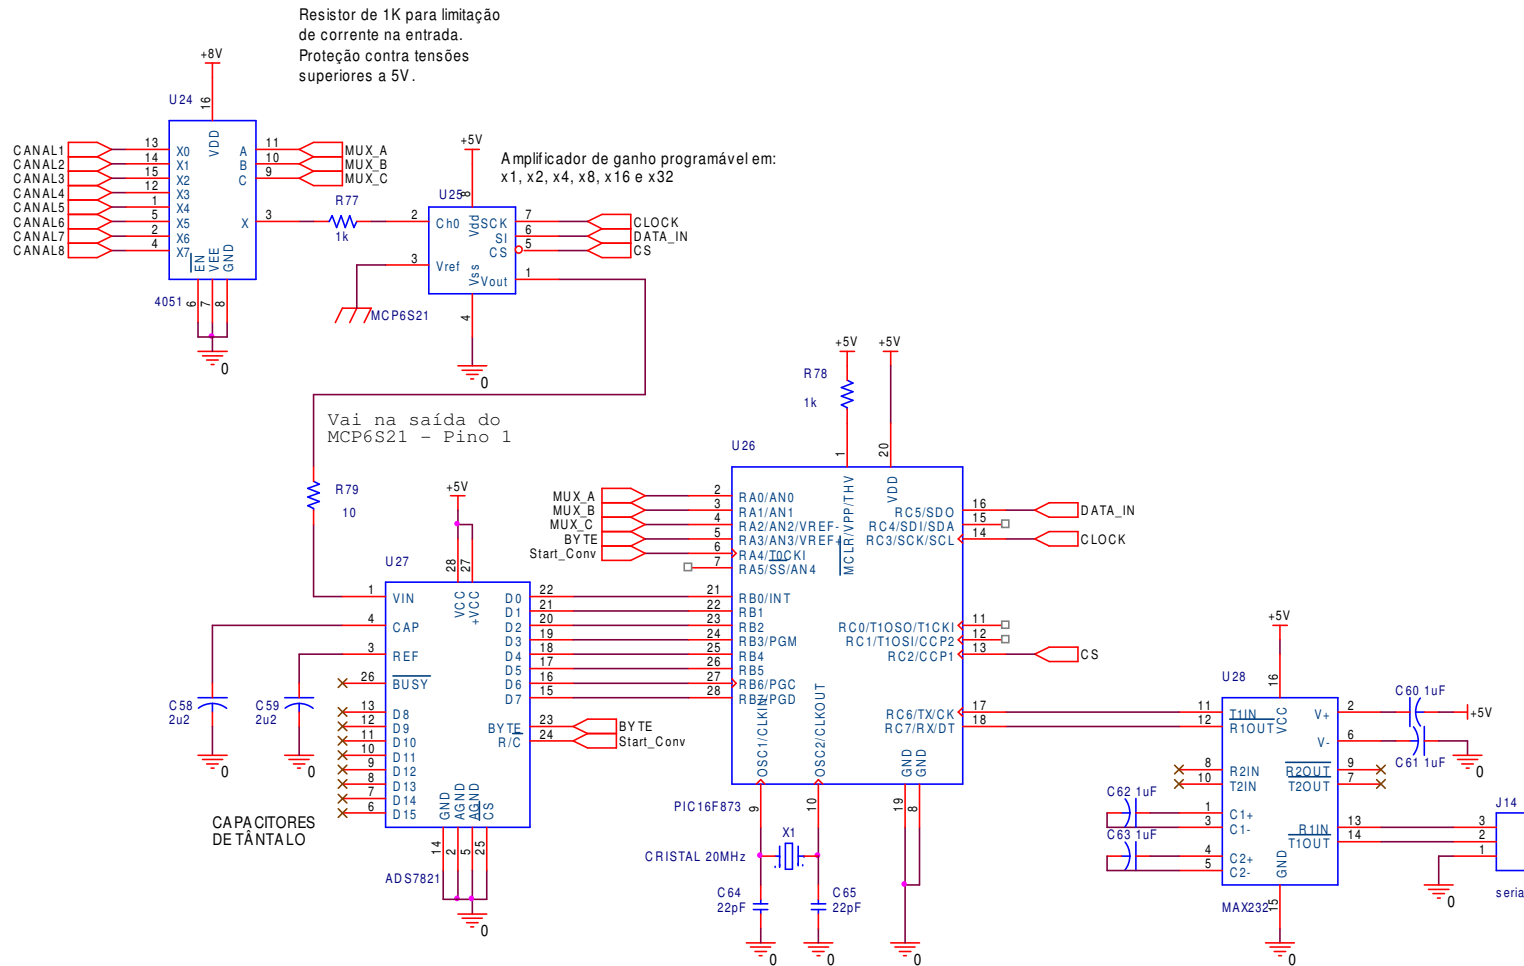 Resistor de 1K para limitação
de corrente na entrada.
Proteção contra tensões
superiores a 5V.
+8V
U24
16
VDD
CANAL1 13 X0
CANAL2 14 X1
CANAL3 15 X2
CANAL4 12 X3
CANAL5 1 X4
CANAL6 5 X5
CANAL7 2 X6
CANAL8 4 X7
A 11 MUX_A
B 10 MUX_B
C 9 MUX_C
X 3
EN VEE GND
6 7 8
4051
0
R77
1k
+5V
Amplificador de ganho programável em:
x1, x2, x4, x8, x16 e x32
U25
8
Vdd
2 Ch0
3 Vref
SCK 7 CLOCK
SI 6 DATA_IN
CS 5 CS
Vout 1
Vss
4
MCP6S21
0
Vai na saída do
MCP6S21 - Pino 1
R79
10
+5V
U27
28 27
VCC +VCC
1 VIN
4 CAP
3 REF
26 BUSY
13 D8
12 D9
11 D10
10 D11
9 D12
8 D13
7 D14
6 D15
D0 22
D1 21
D2 20
D3 19
D4 18
D5 17
D6 16
D7 15
BYTE 23 BYTE
R/C 24 Start_Conv
GND AGND AGND CS
14 2 5 25
ADS7821
0
C58
2u2
0
C59
2u2
0
CAPACITORES
DE TÂNTALO
+5V
+5V
R78
1k
U26
1 20
MCLR/VPP/THV
VDD
MUX_A 2 RA0/AN0
MUX_B 3 RA1/AN1
MUX_C 4 RA2/AN2/VREF-
BYTE 5 RA3/AN3/VREF+
Start_Conv 6 RA4/T0CKI
7 RA5/SS/AN4
21 RB0/INT
22 RB1
23 RB2
24 RB3/PGM
25 RB4
26 RB5
27 RB6/PGC
28 RB7/PGD
RC5/SDO 16 DATA_IN
RC4/SDI/SDA 15
RC3/SCK/SCL 14 CLOCK
RC0/T1OSO/T1CKI 11
RC1/T1OSI/CCP2 12
RC2/CCP1 13 CS
RC6/TX/CK 17
RC7/RX/DT 18
OSC1/CLKIN
OSC2/CLKOUT
GND GND
9 10 19 8
PIC16F873
X1
CRISTAL 20MHz
C64
22pF
0
C65
22pF
0
0
+5V
U28
16
VCC
11 T1IN
12 R1OUT
8 R2IN
10 T2IN
1 C1+
3 C1-
4 C2+
5 C2-
V+ 2
V- 6
R2OUT 9
T2OUT 7
R1IN 13
T1OUT 14
GND
15
MAX232
0
C60 1uF
+5V
C61 1uF
0
C62 1uF
C63 1uF
J14
3
2
1
0
seria